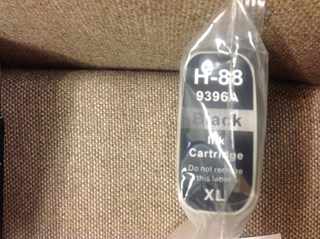 H-88
9396A
Black
Ink
Cartridge
Do not remove
this label
XL